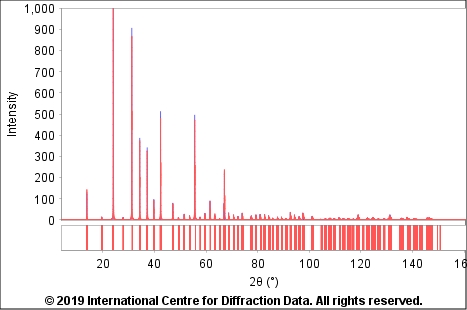 1,000
900
800
700
600
500
400
300
200
100
0
Intensity
20 40 60 80 100 120 140 16
2θ (°)
© 2019 International Centre for Diffraction Data. All rights reserved.